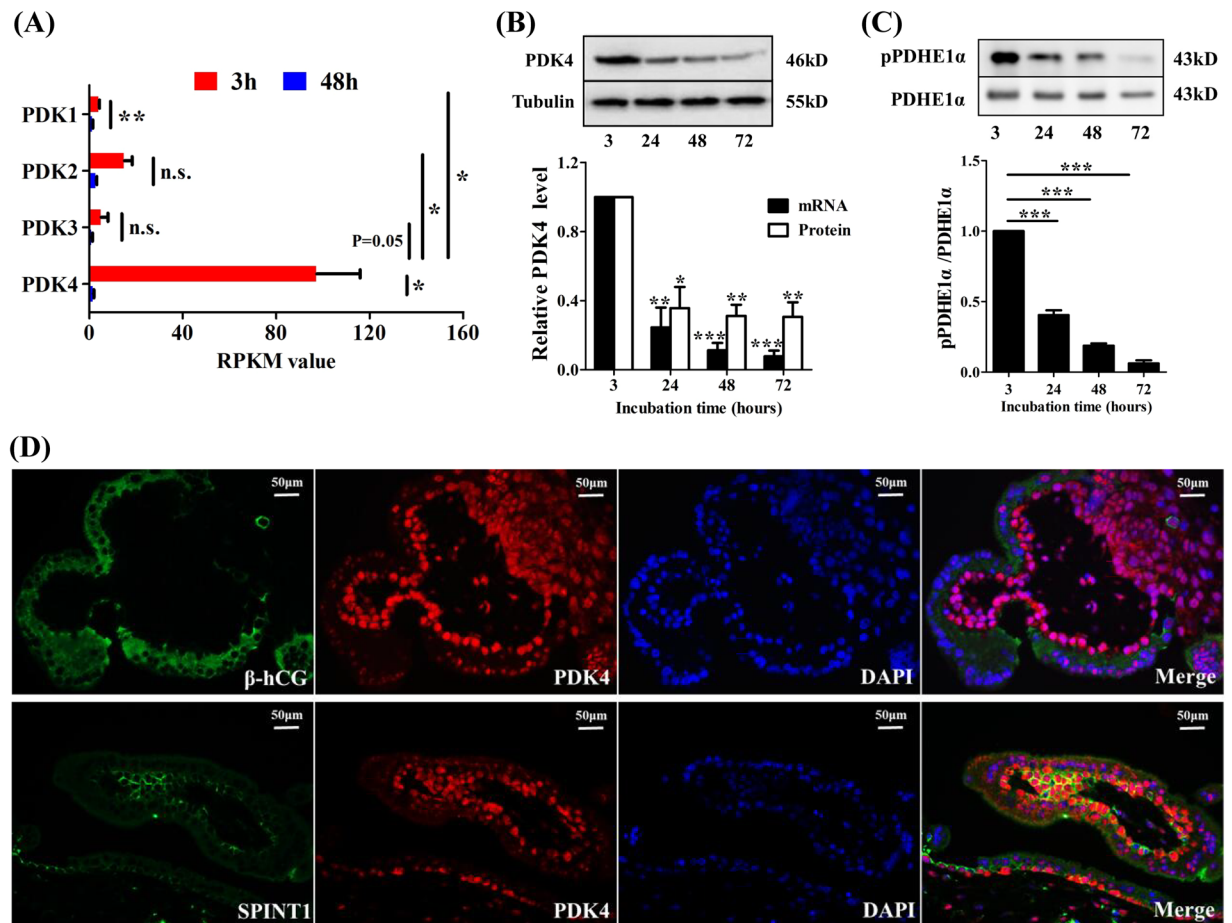 (A)
3h 48h
PDK1
PDK2
PDK3
PDK4
**
n.s.
n.s.
P=0.05
*
*
*
0 40 80 120 160
RPKM value
(B)
PDK4 46kD
Tubulin 55kD
3 24 48 72
Relative PDK4 level
1.2
0.8
0.4
0.0
mRNA
Protein
** * *** ** *** **
3 24 48 72
Incubation time (hours)
(C)
pPDHE1α 43kD
PDHE1α 43kD
3 24 48 72
pPDHE1α /PDHE1α
1.5
1.0
0.5
0.0
***
***
***
3 24 48 72
Incubation time (hours)
(D)
50μm 50μm 50μm 50μm
β-hCG PDK4 DAPI Merge
50μm 50μm 50μm 50μm
SPINT1 PDK4 DAPI Merge